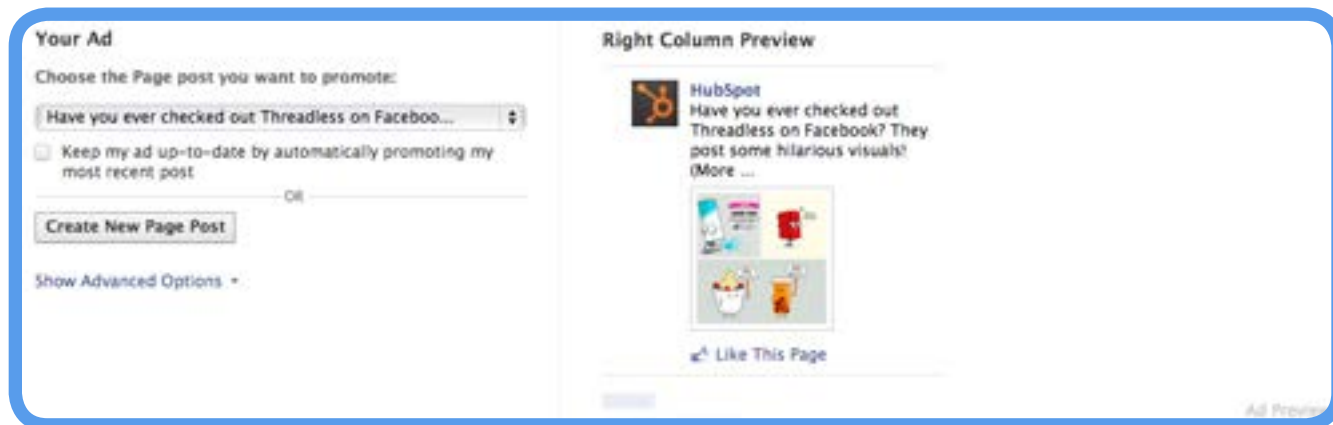 Your Ad
Choose the Page post you want to promote:
Have you ever checked out Threadless on Faceboo...
Keep my ad up-to-date by automatically promoting my
most recent post
OR
Create New Page Post
Show Advanced Options
Right Column Preview
HubSpot
Have you ever checked out
Threadless on Facebook? They
post some hilarious visuals!
(More ...
Like This Page
Ad Preview